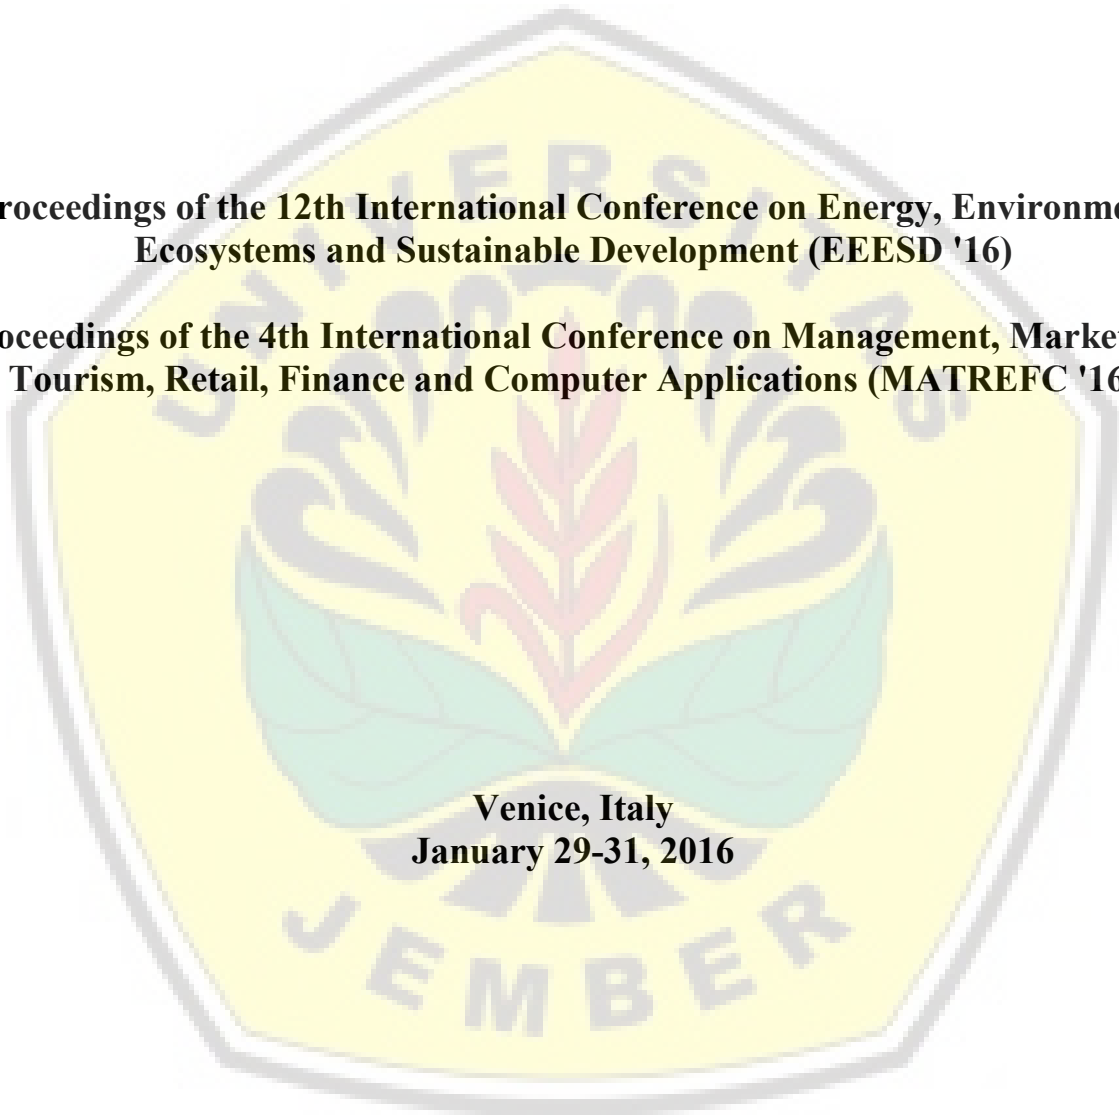 roceedings of the 12th International Conference on Energy, Environme
Ecosystems and Sustainable Development (EEESD '16)
oceedings of the 4th International Conference on Management, Marke
Tourism, Retail, Finance and Computer Applications (MATREFC '16
Venice, Italy
January 29-31, 2016
UNIVERSITAS
JEMBER